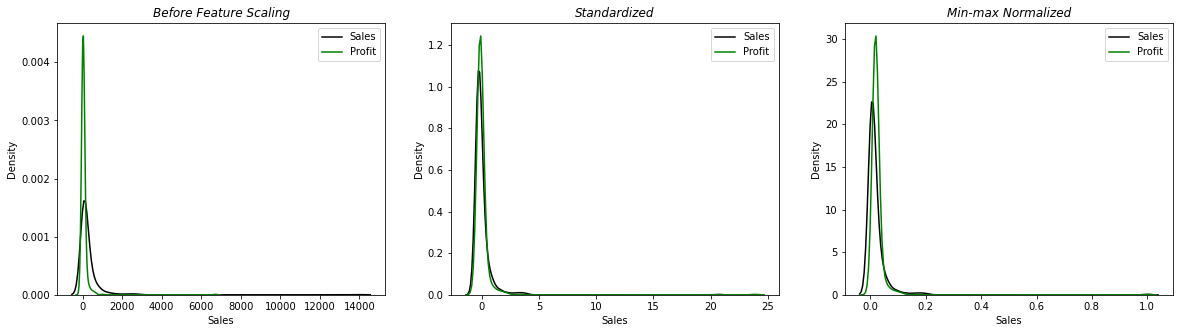 Before Feature Scaling
Sales
Profit
0.004
0.003
0.002
0.001
0.000
Density
0 2000 4000 6000 8000 10000 12000 14000
Sales
Standardized
Sales
Profit
1.2
1.0
0.8
0.6
0.4
0.2
0.0
Density
0 5 10 15 20 25
Sales
Min-max Normalized
Sales
Profit
30
25
20
15
10
5
0
Density
0.0 0.2 0.4 0.6 0.8 1.0
Sales